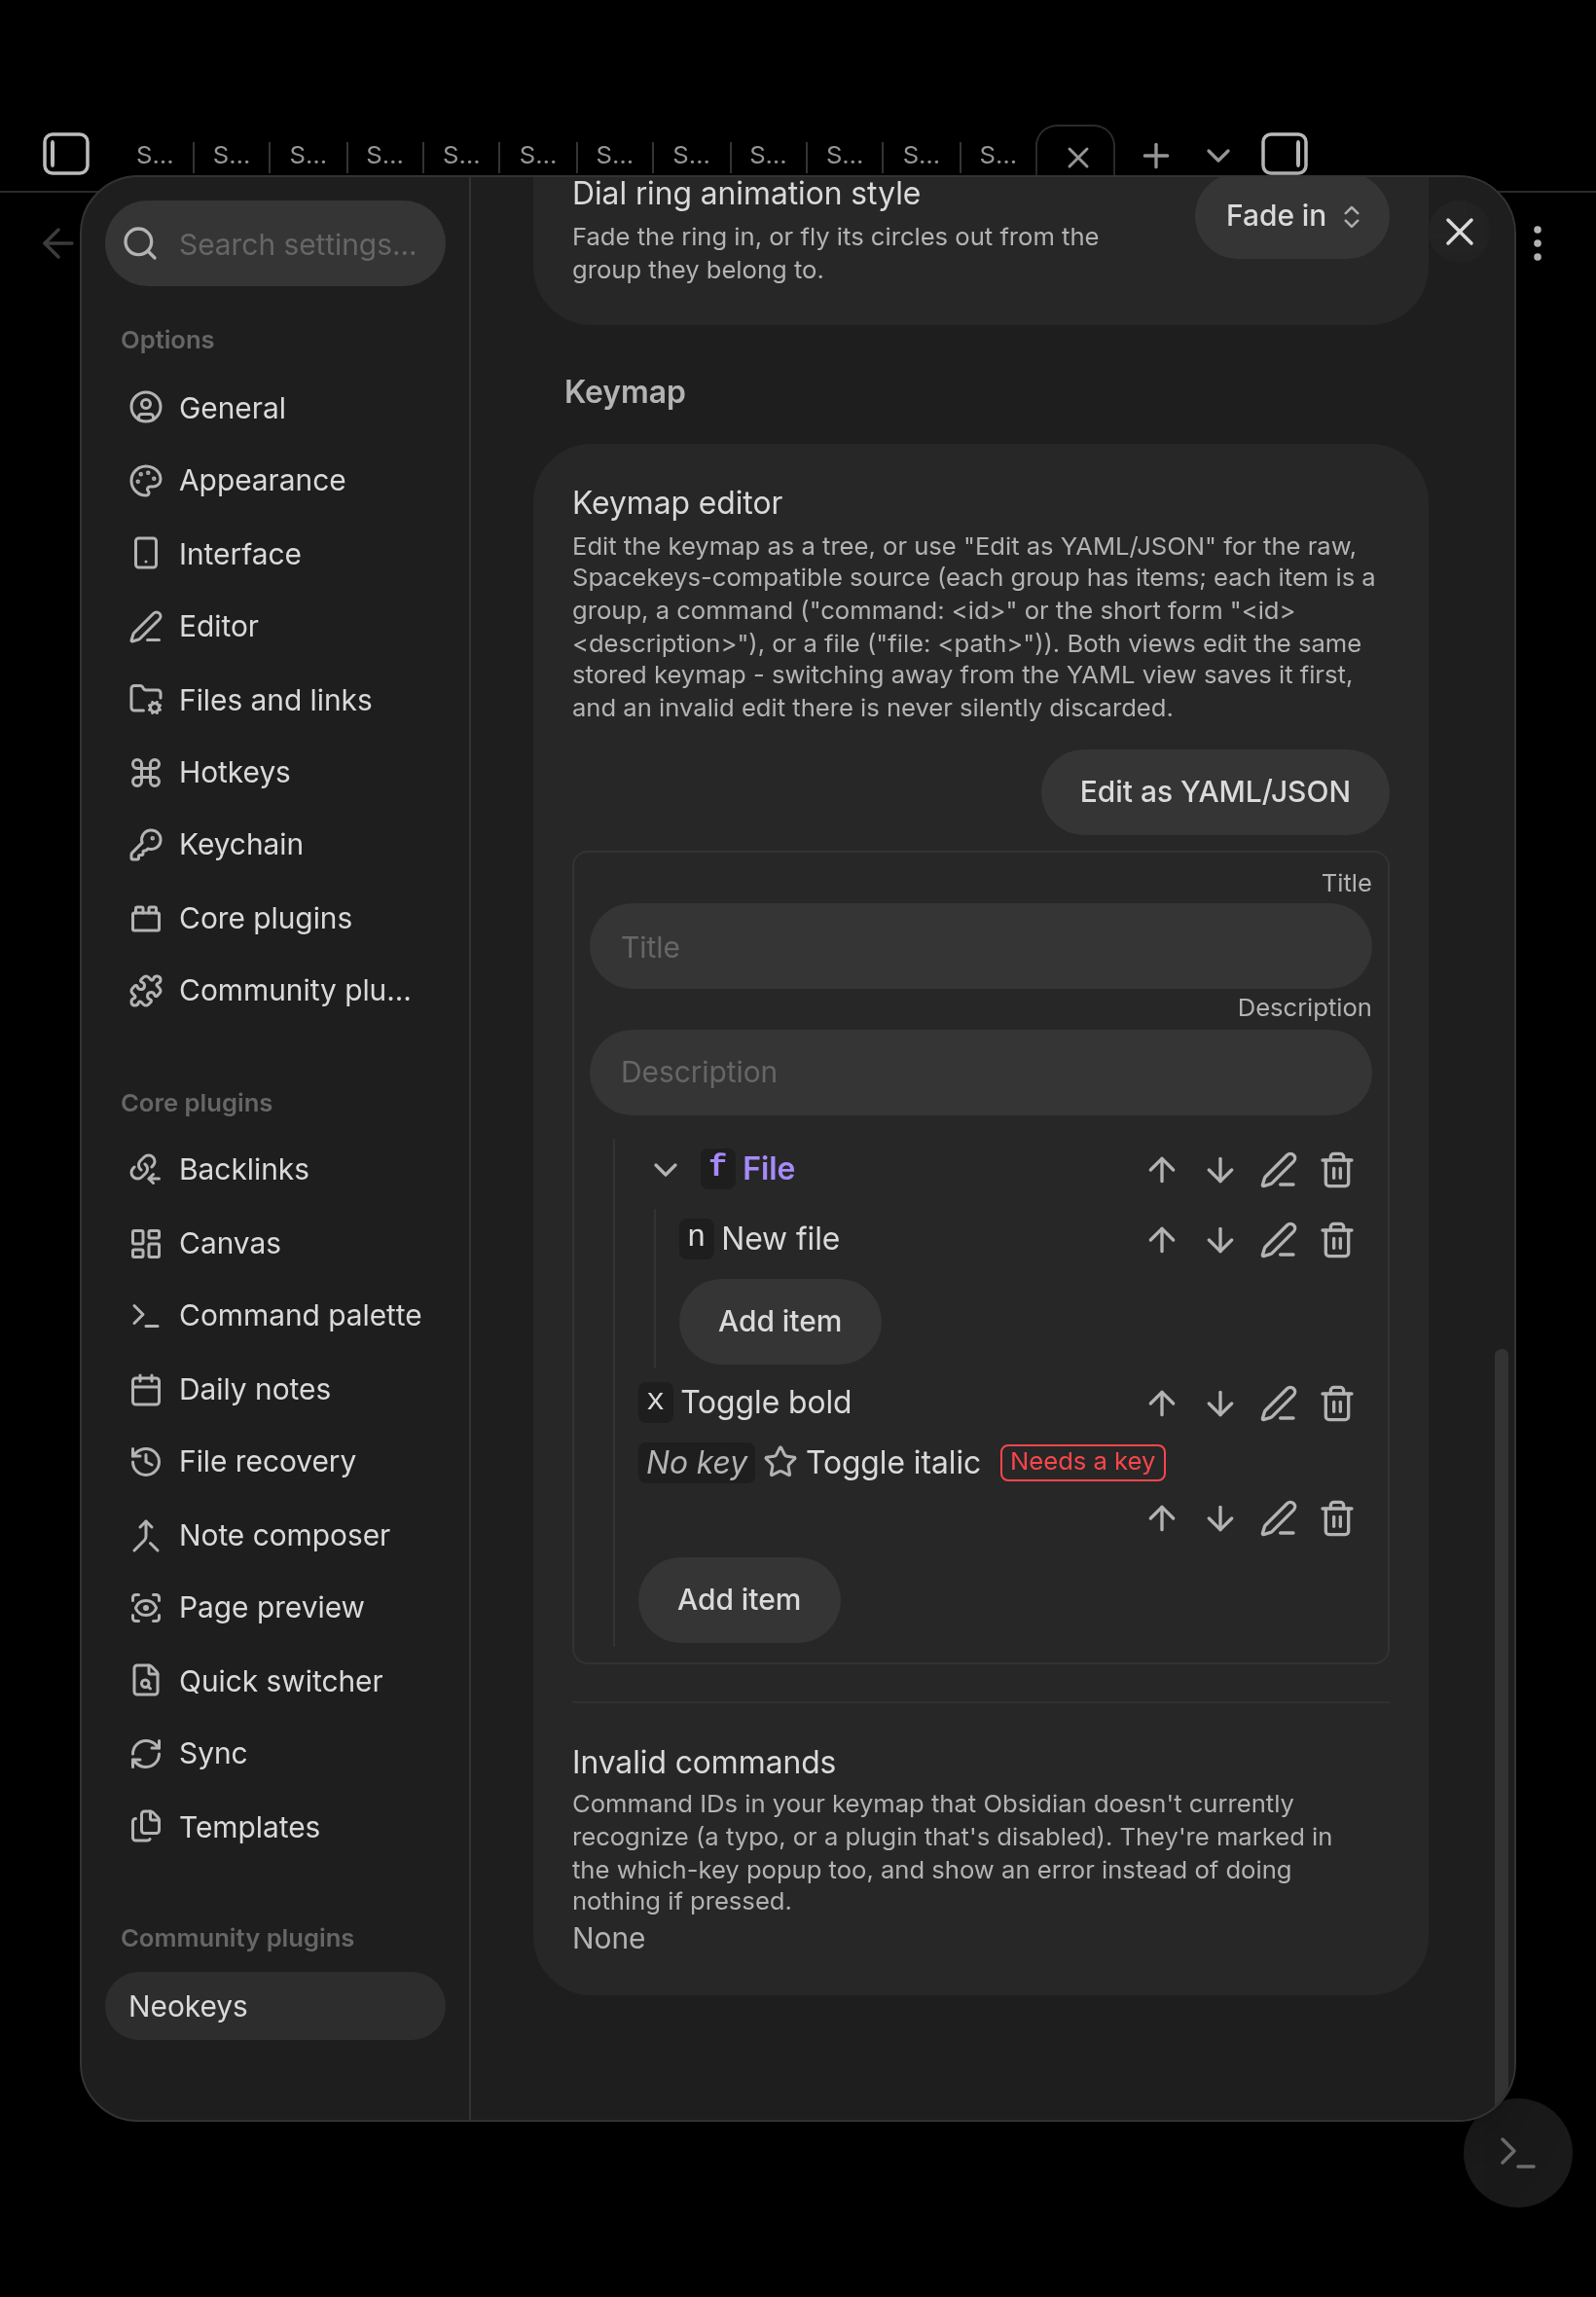 S...
S...
S...
S...
S...
S...
S...
S...
S...
S...
S...
S...
Search settings...
Options
General
Appearance
Interface
Editor
Files and links
Hotkeys
Keychain
Core plugins
Community plu...
Core plugins
Backlinks
Canvas
Command palette
Daily notes
File recovery
Note composer
Page preview
Quick switcher
Sync
Templates
Community plugins
Neokeys
Dial ring animation style
Fade the ring in, or fly its circles out from the
group they belong to.
Fade in
Keymap
Keymap editor
Edit the keymap as a tree, or use "Edit as YAML/JSON" for the raw,
Spacekeys-compatible source (each group has items; each item is a
group, a command ("command: <id>" or the short form "<id>
<description>"), or a file ("file: <path>")). Both views edit the same
stored keymap - switching away from the YAML view saves it first,
and an invalid edit there is never silently discarded.
Edit as YAML/JSON
Title
Title
Description
Description
f File
n New file
Add item
x Toggle bold
No key Toggle italic Needs a key
Add item
Invalid commands
Command IDs in your keymap that Obsidian doesn't currently
recognize (a typo, or a plugin that's disabled). They're marked in
the which-key popup too, and show an error instead of doing
nothing if pressed.
None